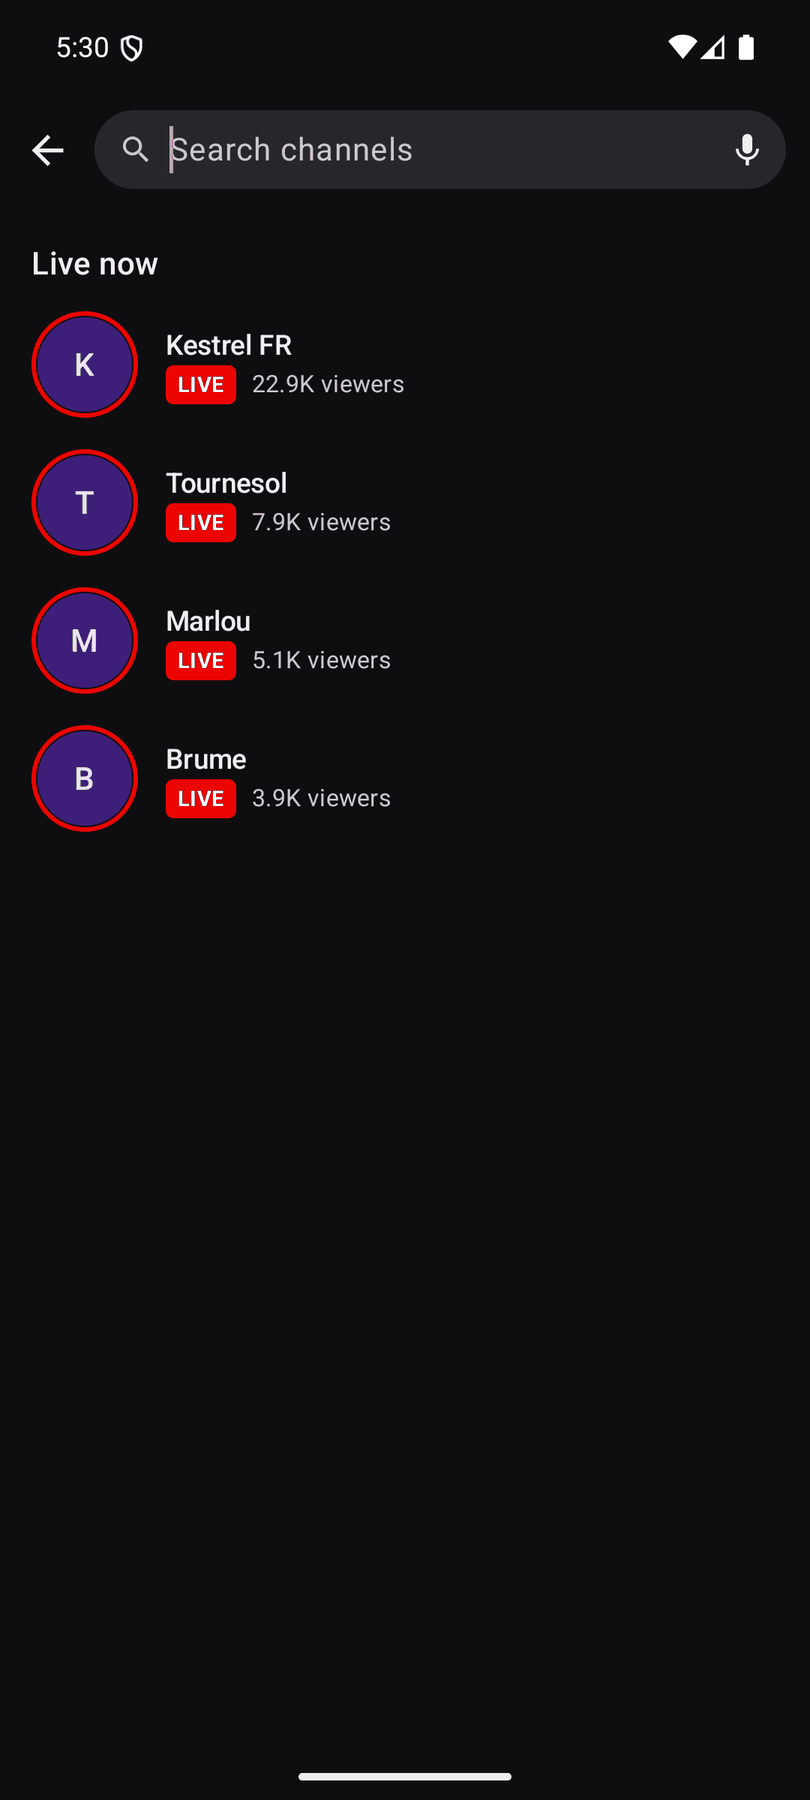 5:30
Search channels
Live now
K
Kestrel FR
LIVE 22.9K viewers
T
Tournesol
LIVE 7.9K viewers
M
Marlou
LIVE 5.1K viewers
B
Brume
LIVE 3.9K viewers